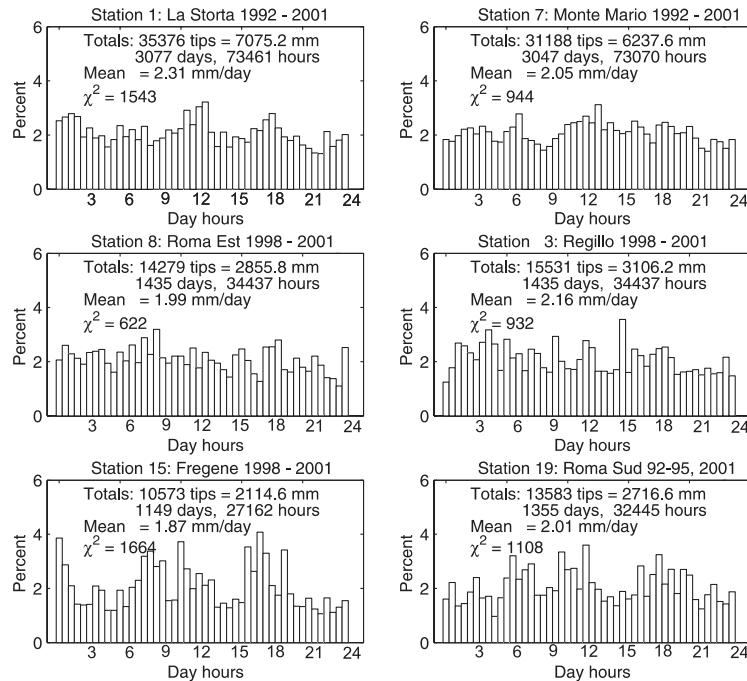 Station 1: La Storta 1992 - 2001
Totals: 35376 tips = 7075.2 mm
3077 days, 73461 hours
Mean = 2.31 mm/day
χ² = 1543
Percent
6
4
2
0
3 6 9 12 15 18 21 24
Day hours
Station 7: Monte Mario 1992 - 2001
Totals: 31188 tips = 6237.6 mm
3047 days, 73070 hours
Mean = 2.05 mm/day
χ² = 944
Percent
6
4
2
0
3 6 9 12 15 18 21 24
Day hours
Station 8: Roma Est 1998 - 2001
Totals: 14279 tips = 2855.8 mm
1435 days, 34437 hours
Mean = 1.99 mm/day
χ² = 622
Percent
6
4
2
0
3 6 9 12 15 18 21 24
Day hours
Station 3: Regillo 1998 - 2001
Totals: 15531 tips = 3106.2 mm
1435 days, 34437 hours
Mean = 2.16 mm/day
χ² = 932
Percent
6
4
2
0
3 6 9 12 15 18 21 24
Day hours
Station 15: Fregene 1998 - 2001
Totals: 10573 tips = 2114.6 mm
1149 days, 27162 hours
Mean = 1.87 mm/day
χ² = 1664
Percent
6
4
2
0
3 6 9 12 15 18 21 24
Day hours
Station 19: Roma Sud 92-95, 2001
Totals: 13583 tips = 2716.6 mm
1355 days, 32445 hours
Mean = 2.01 mm/day
χ² = 1108
Percent
6
4
2
0
3 6 9 12 15 18 21 24
Day hours